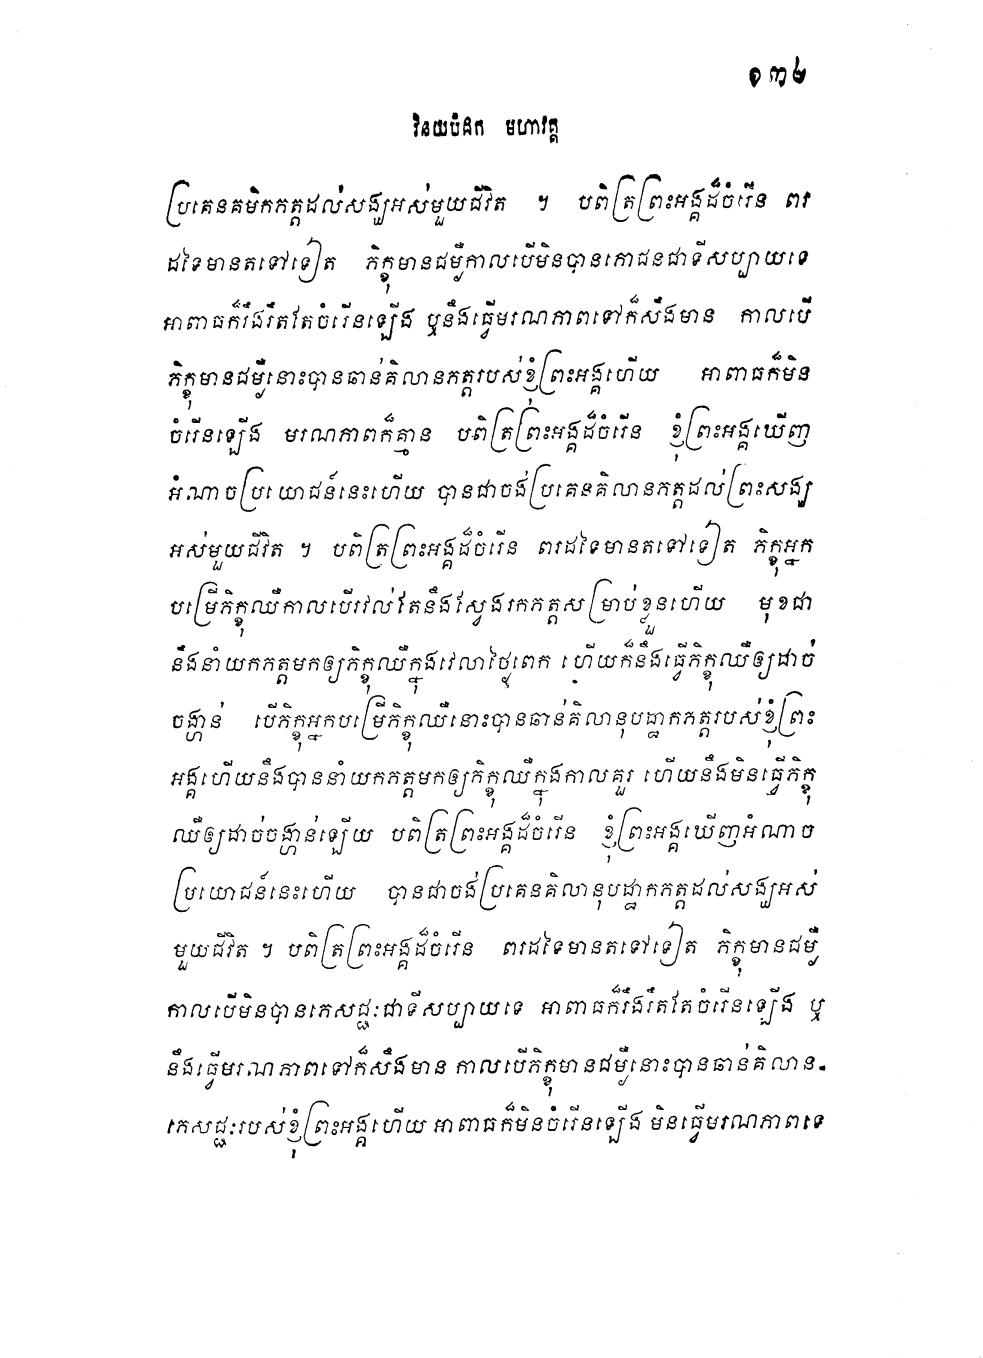 ១៣៤
វិនយបិដក មហាវគ្គ
ប្រគេនគមិកភត្តដល់សង្ឃអស់មួយជីវិត ។ បពិត្រព្រះអង្គដ៏ចំរើន ពរ
ដទៃមានតទៅទៀត ភិក្ខុមានជម្ងឺកាលបើមិនបានភោជនជាទីសប្បាយទេ
អាពាធក៏រឹងរឹតតែចំរើនឡើង ឬនឹងធ្វើមរណភាពទៅក៏សឹងមាន កាលបើ
ភិក្ខុមានជម្ងឺនោះបានឆាន់គិលានភត្តរបស់ខ្ញុំព្រះអង្គហើយ អាពាធក៏មិន
ចំរើនឡើង មរណភាពក៏គ្មាន បពិត្រព្រះអង្គដ៏ចំរើន ខ្ញុំព្រះអង្គឃើញ
អំណាចប្រយោជន៍នេះហើយ បានជាចង់ប្រគេនគិលានភត្តដល់ព្រះសង្ឃ
អស់មួយជីវិត ។ បពិត្រព្រះអង្គដ៏ចំរើន ពរដទៃមានតទៅទៀត ភិក្ខុអ្នក
បម្រើភិក្ខុឈឺកាលបើរវល់តែនឹងស្វែងរកភត្តសម្រាប់ខ្លួនហើយ មុខជា
នឹងនាំយកភត្តមកឲ្យភិក្ខុឈឺក្នុងវេលាថ្ងៃពេក ហើយក៏នឹងធ្វើភិក្ខុឈឺឲ្យដាច់
ចង្ហាន់ បើភិក្ខុអ្នកបម្រើភិក្ខុឈឺនោះបានឆាន់គិលានុបដ្ឋាកភត្តរបស់ខ្ញុំព្រះ
អង្គហើយនឹងបាននាំយកភត្តមកឲ្យភិក្ខុឈឺក្នុងកាលគួរ ហើយនឹងមិនធ្វើភិក្ខុ
ឈឺឲ្យដាច់ចង្ហាន់ឡើយ បពិត្រព្រះអង្គដ៏ចំរើន ខ្ញុំព្រះអង្គឃើញអំណាច
ប្រយោជន៍នេះហើយ បានជាចង់ប្រគេនគិលានុបដ្ឋាកភត្តដល់សង្ឃអស់
មួយជីវិត ។ បពិត្រព្រះអង្គដ៏ចំរើន ពរដទៃមានតទៅទៀត ភិក្ខុមានជម្ងឺ
កាលបើមិនបានភេសជ្ជៈជាទីសប្បាយទេ អាពាធក៏រឹងរឹតតែចំរើនឡើង ឬ
នឹងធ្វើមរណភាពទៅក៏សឹងមាន កាលបើភិក្ខុមានជម្ងឺនោះបានឆាន់គិលាន-
ភេសជ្ជៈរបស់ខ្ញុំព្រះអង្គហើយ អាពាធក៏មិនចំរើនឡើង មិនធ្វើមរណភាពទេ